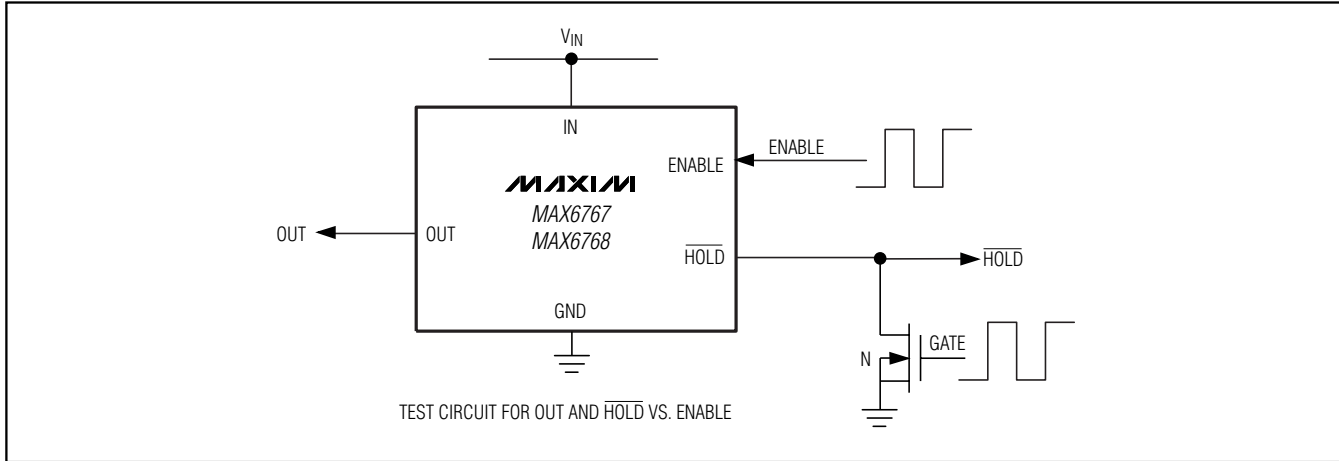 VIN
IN
ENABLE
ENABLE
MAXIM
MAX6767
MAX6768
OUT
OUT
HOLD
HOLD
GND
GATE
N
TEST CIRCUIT FOR OUT AND HOLD VS. ENABLE